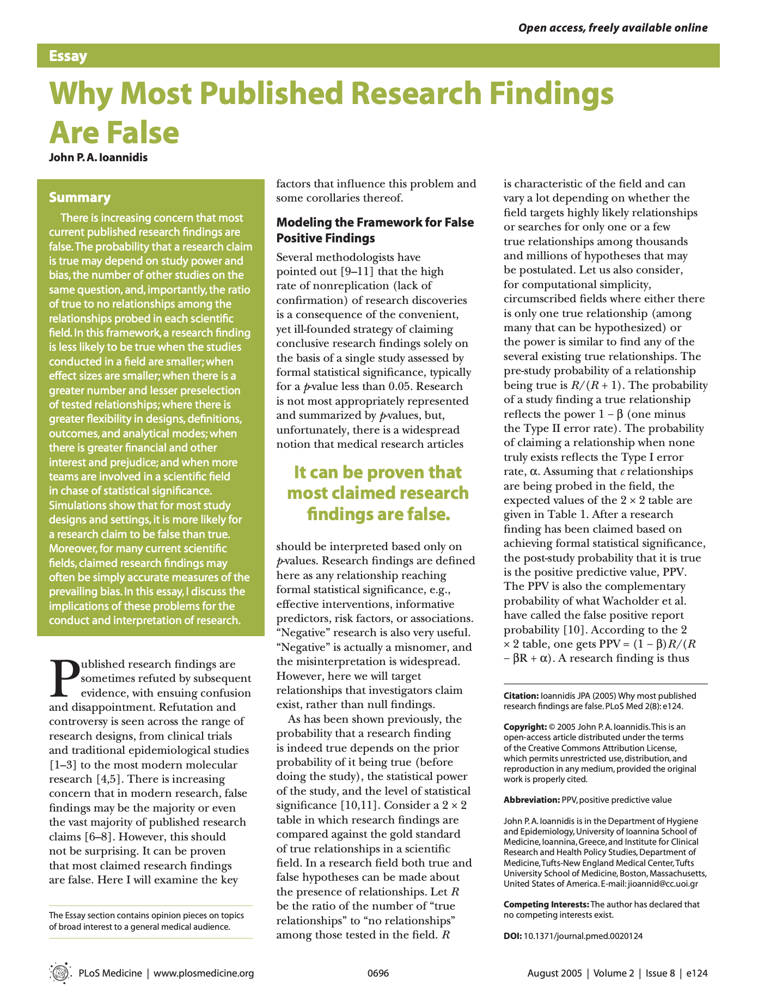 Open access, freely available online
Essay
Why Most Published Research Findings
Are False
John P. A. Ioannidis
Summary
There is increasing concern that most
current published research findings are
false. The probability that a research claim
is true may depend on study power and
bias, the number of other studies on the
same question, and, importantly, the ratio
of true to no relationships among the
relationships probed in each scientific
field. In this framework, a research finding
is less likely to be true when the studies
conducted in a field are smaller; when
effect sizes are smaller; when there is a
greater number and lesser preselection
of tested relationships; where there is
greater flexibility in designs, definitions,
outcomes, and analytical modes; when
there is greater financial and other
interest and prejudice; and when more
teams are involved in a scientific field
in chase of statistical significance.
Simulations show that for most study
designs and settings, it is more likely for
a research claim to be false than true.
Moreover, for many current scientific
fields, claimed research findings may
often be simply accurate measures of the
prevailing bias. In this essay, I discuss the
implications of these problems for the
conduct and interpretation of research.
Published research findings are
sometimes refuted by subsequent
evidence, with ensuing confusion
and disappointment. Refutation and
controversy is seen across the range of
research designs, from clinical trials
and traditional epidemiological studies
[1–3] to the most modern molecular
research [4,5]. There is increasing
concern that in modern research, false
findings may be the majority or even
the vast majority of published research
claims [6–8]. However, this should
not be surprising. It can be proven
that most claimed research findings
are false. Here I will examine the key
The Essay section contains opinion pieces on topics
of broad interest to a general medical audience.
factors that influence this problem and
some corollaries thereof.
Modeling the Framework for False
Positive Findings
Several methodologists have
pointed out [9–11] that the high
rate of nonreplication (lack of
confirmation) of research discoveries
is a consequence of the convenient,
yet ill-founded strategy of claiming
conclusive research findings solely on
the basis of a single study assessed by
formal statistical significance, typically
for a p-value less than 0.05. Research
is not most appropriately represented
and summarized by p-values, but,
unfortunately, there is a widespread
notion that medical research articles
It can be proven that
most claimed research
findings are false.
should be interpreted based only on
p-values. Research findings are defined
here as any relationship reaching
formal statistical significance, e.g.,
effective interventions, informative
predictors, risk factors, or associations.
“Negative” research is also very useful.
“Negative” is actually a misnomer, and
the misinterpretation is widespread.
However, here we will target
relationships that investigators claim
exist, rather than null findings.
As has been shown previously, the
probability that a research finding
is indeed true depends on the prior
probability of it being true (before
doing the study), the statistical power
of the study, and the level of statistical
significance [10,11]. Consider a 2 × 2
table in which research findings are
compared against the gold standard
of true relationships in a scientific
field. In a research field both true and
false hypotheses can be made about
the presence of relationships. Let R
be the ratio of the number of “true
relationships” to “no relationships”
among those tested in the field. R
is characteristic of the field and can
vary a lot depending on whether the
field targets highly likely relationships
or searches for only one or a few
true relationships among thousands
and millions of hypotheses that may
be postulated. Let us also consider,
for computational simplicity,
circumscribed fields where either there
is only one true relationship (among
many that can be hypothesized) or
the power is similar to find any of the
several existing true relationships. The
pre-study probability of a relationship
being true is R/(R + 1). The probability
of a study finding a true relationship
reflects the power 1 – β (one minus
the Type II error rate). The probability
of claiming a relationship when none
truly exists reflects the Type I error
rate, α. Assuming that c relationships
are being probed in the field, the
expected values of the 2 × 2 table are
given in Table 1. After a research
finding has been claimed based on
achieving formal statistical significance,
the post-study probability that it is true
is the positive predictive value, PPV.
The PPV is also the complementary
probability of what Wacholder et al.
have called the false positive report
probability [10]. According to the 2
× 2 table, one gets PPV = (1 – β)R/(R
– βR + α). A research finding is thus
Citation: Ioannidis JPA (2005) Why most published
research findings are false. PLoS Med 2(8): e124.
Copyright: © 2005 John P. A. Ioannidis. This is an
open-access article distributed under the terms
of the Creative Commons Attribution License,
which permits unrestricted use, distribution, and
reproduction in any medium, provided the original
work is properly cited.
Abbreviation: PPV, positive predictive value
John P. A. Ioannidis is in the Department of Hygiene
and Epidemiology, University of Ioannina School of
Medicine, Ioannina, Greece, and Institute for Clinical
Research and Health Policy Studies, Department of
Medicine, Tufts-New England Medical Center, Tufts
University School of Medicine, Boston, Massachusetts,
United States of America. E-mail: jioannid@cc.uoi.gr
Competing Interests: The author has declared that
no competing interests exist.
DOI: 10.1371/journal.pmed.0020124
PLoS Medicine | www.plosmedicine.org
0696
August 2005 | Volume 2 | Issue 8 | e124